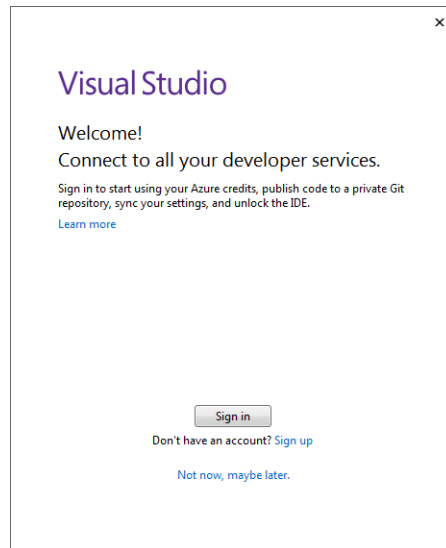 Visual Studio
Welcome!
Connect to all your developer services.
Sign in to start using your Azure credits, publish code to a private Git
repository, sync your settings, and unlock the IDE.
Learn more
Sign in
Don't have an account? Sign up
Not now, maybe later.